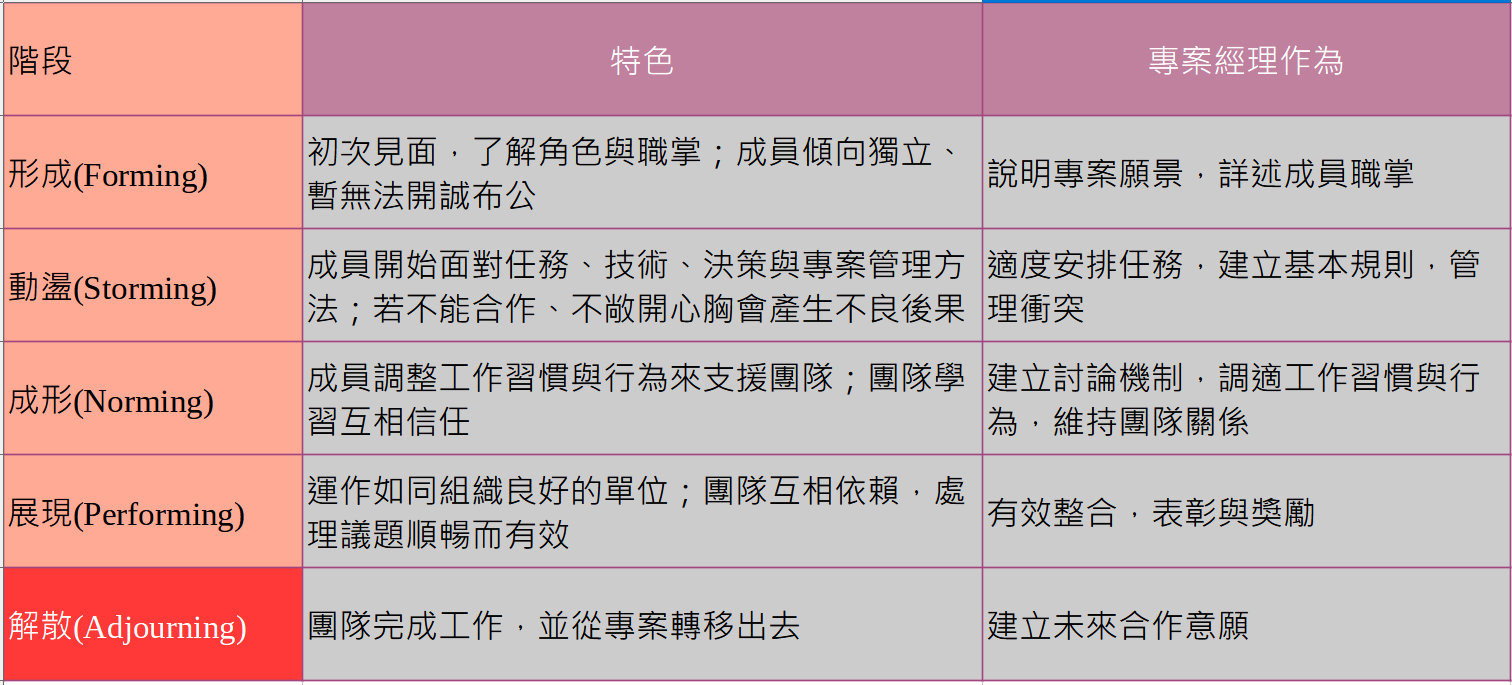 階段
特色
專案經理作為
形成(Forming)
初次見面，了解角色與職掌；成員傾向獨立、
暫無法開誠布公
說明專案願景，詳述成員職掌
動盪(Storming)
成員開始面對任務、技術、決策與專案管理方
法；若不能合作、不敞開心胸會產生不良後果
適度安排任務，建立基本規則，管
理衝突
成形(Norming)
成員調整工作習慣與行為來支援團隊；團隊學
習互相信任
建立討論機制，調適工作習慣與行
為，維持團隊關係
展現(Performing)
運作如同組織良好的單位；團隊互相依賴，處
理議題順暢而有效
有效整合，表彰與獎勵
解散(Adjourning)
團隊完成工作，並從專案轉移出去
建立未來合作意願